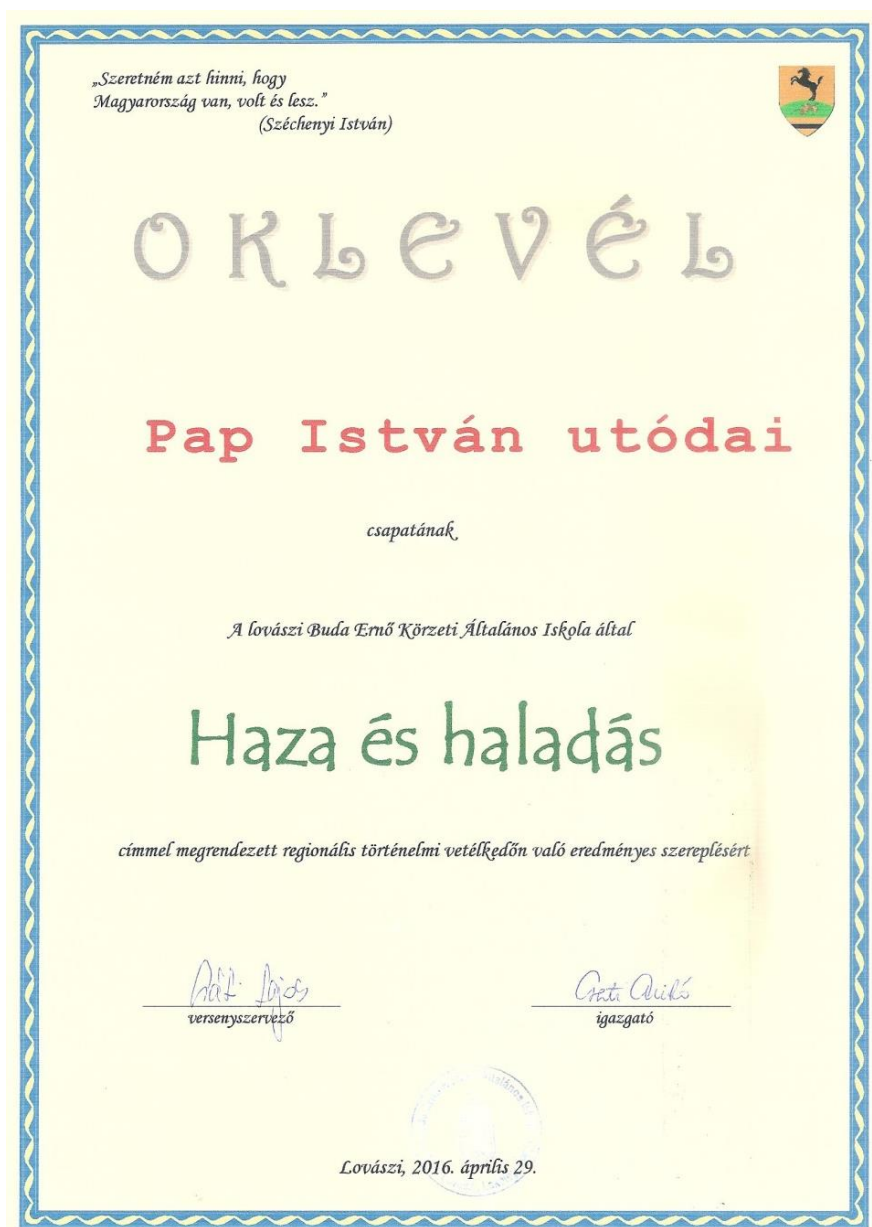 „Szeretném azt hinni, hogy
Magyarország van, volt és lesz.”
(Széchenyi István)
OKLEVÉL
Pap István utódai
csapatának
A lovászi Buda Ernő Körzeti Általános Iskola által
Haza és haladás
címmel megrendezett regionális történelmi vetélkedőn való eredményes szereplésért
versenyszervező
igazgató
Lovászi, 2016. április 29.